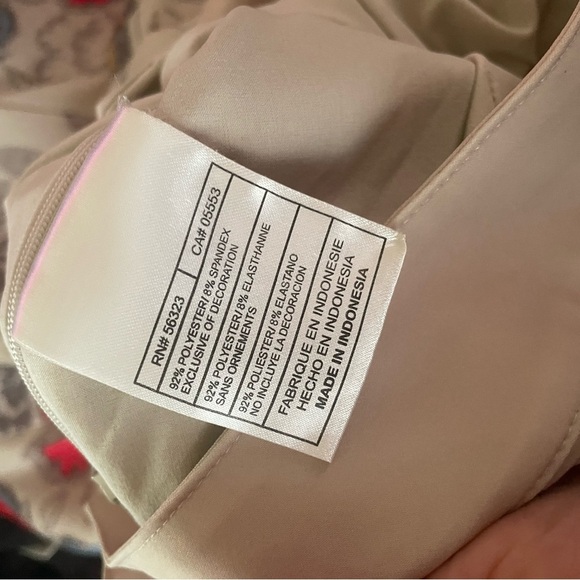 RN# 56323 CA# 05553
92% POLYESTER/ 8% SPANDEX
EXCLUSIVE OF DECORATION
92% POLYESTER/ 8% ELASTHANNE
SANS ORNEMENTS
92% POLIESTER/ 8% ELASTANO
NO INCLUYE LA DECORACION
FABRIQUE EN INDONESIE
HECHO EN INDONESIA
MADE IN INDONESIA